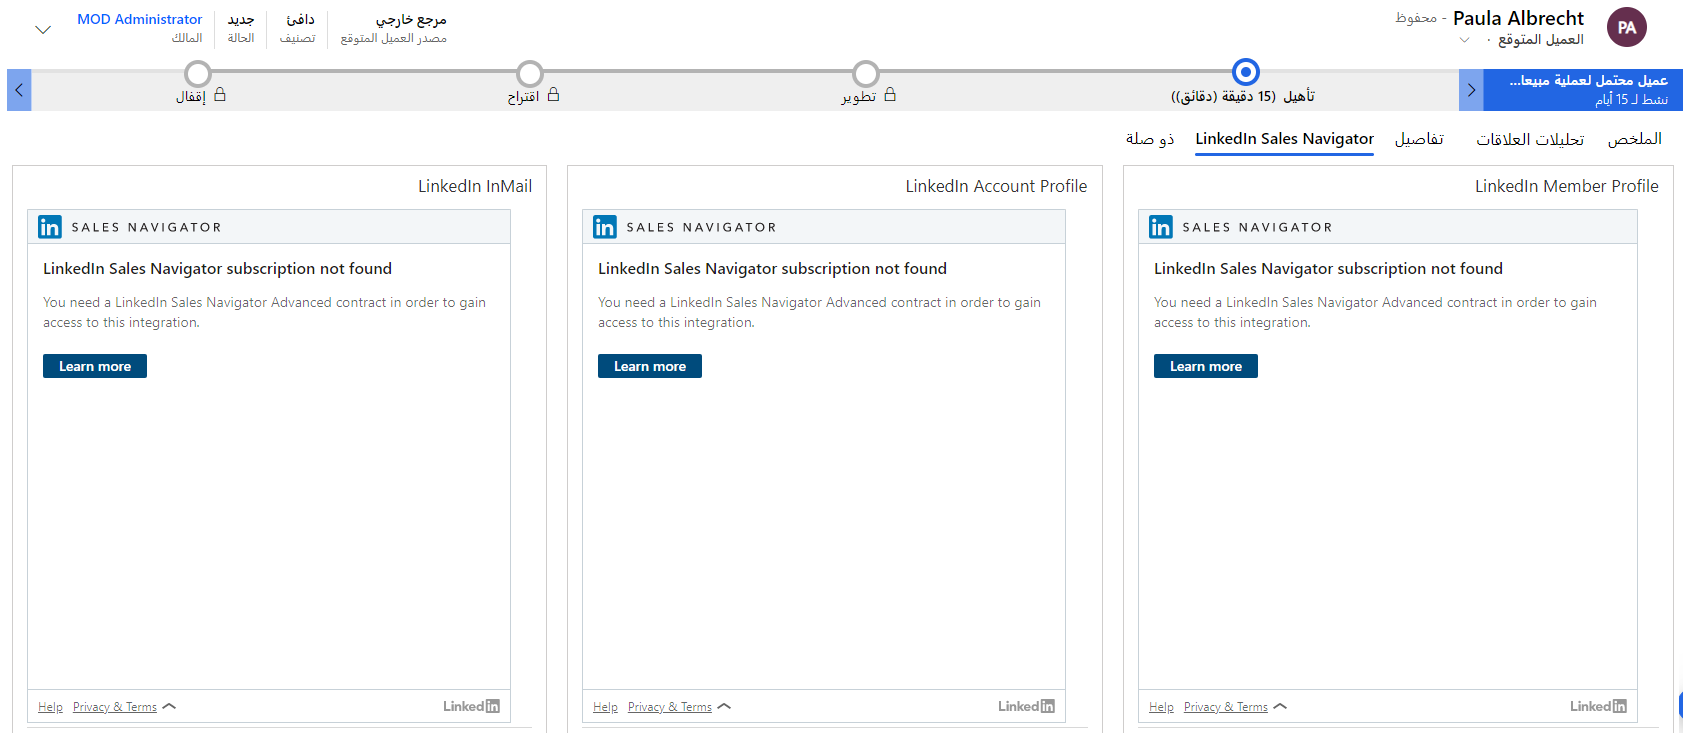 Paula Albrecht - محفوظ
العميل المتوقع ·
PA
مرجع خارجي
مصدر العميل المتوقع
دافئ
تصنيف
جديد
الحالة
MOD Administrator
المالك
عميل محتمل لعملية مبيعا...
نشط لـ 15 أيام
تأهيل (15 دقيقة (دقائق))
تطوير
اقتراح
إقفال
الملخص
تحليلات العلاقات
تفاصيل
LinkedIn Sales Navigator
ذو صلة
LinkedIn Member Profile
in SALES NAVIGATOR
LinkedIn Sales Navigator subscription not found
You need a LinkedIn Sales Navigator Advanced contract in order to gain
access to this integration.
Learn more
Help Privacy & Terms
Linkedin
LinkedIn Account Profile
in SALES NAVIGATOR
LinkedIn Sales Navigator subscription not found
You need a LinkedIn Sales Navigator Advanced contract in order to gain
access to this integration.
Learn more
Help Privacy & Terms
Linkedin
LinkedIn InMail
in SALES NAVIGATOR
LinkedIn Sales Navigator subscription not found
You need a LinkedIn Sales Navigator Advanced contract in order to gain
access to this integration.
Learn more
Help Privacy & Terms
Linkedin